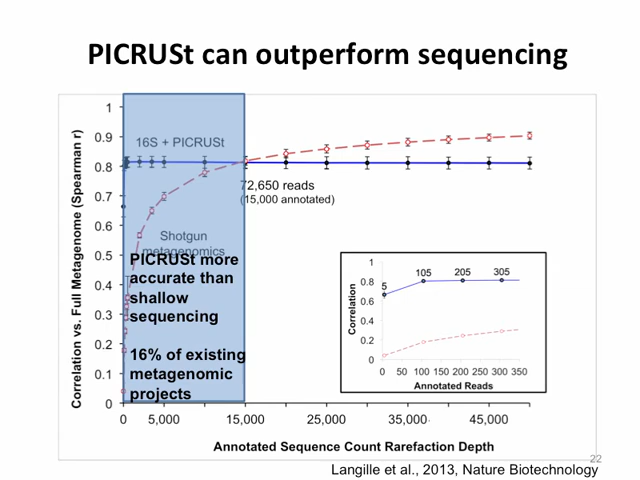 PICRUSt can outperform sequencing
Correlation vs. Full Metagenome (Spearman r)
1
0.9
0.8
0.7
0.6
0.5
0.4
0.3
0.2
0.1
0
16S + PICRUSt
72,650 reads
(15,000 annotated)
Shotgun
metagenomics
PICRUSt more
accurate than
shallow
sequencing
16% of existing
metagenomic
projects
0 5,000 15,000 25,000 35,000 45,000
Annotated Sequence Count Rarefaction Depth
Correlation
1
0.8
0.6
0.4
0.2
0
5 105 205 305
0 50 100 150 200 250 300 350
Annotated Reads
22
Langille et al., 2013, Nature Biotechnology